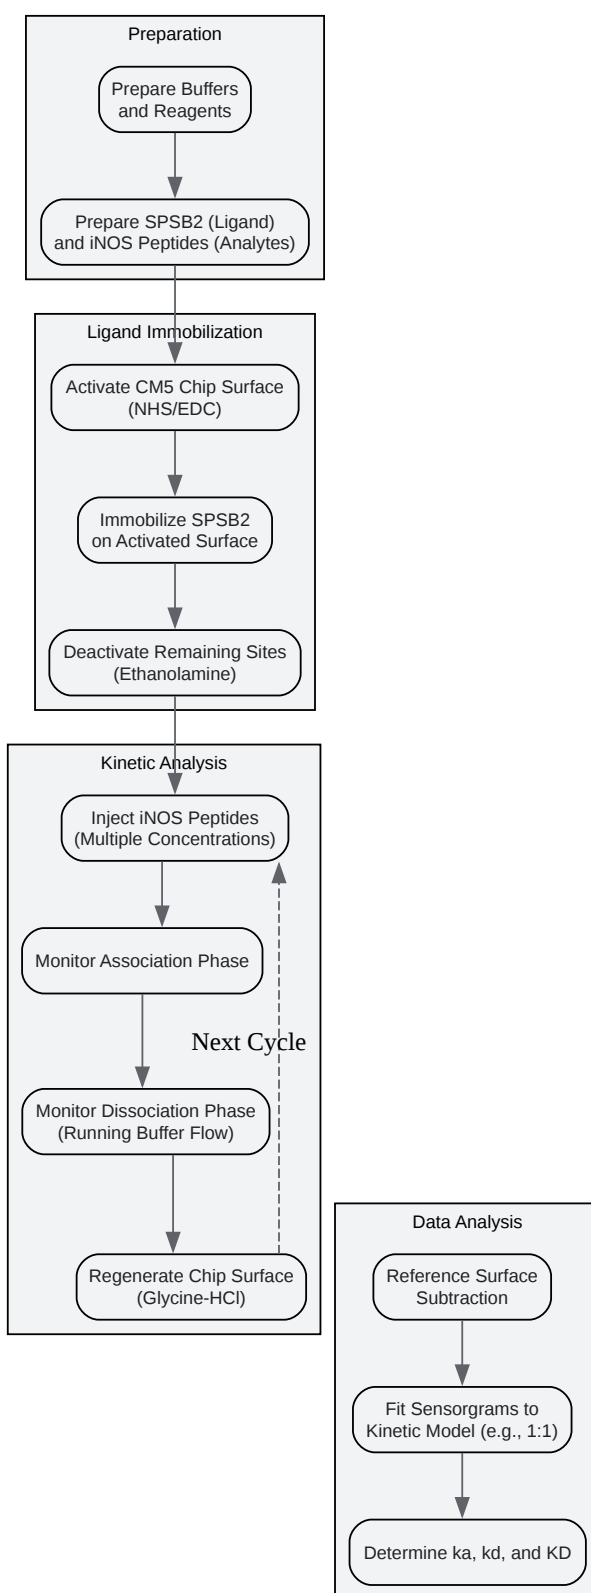 Preparation
Prepare Buffers
and Reagents
Prepare SPSB2 (Ligand)
and iNOS Peptides (Analytes)
Ligand Immobilization
Activate CM5 Chip Surface
(NHS/EDC)
Immobilize SPSB2
on Activated Surface
Deactivate Remaining Sites
(Ethanolamine)
Kinetic Analysis
Inject iNOS Peptides
(Multiple Concentrations)
Monitor Association Phase
Next Cycle
Monitor Dissociation Phase
(Running Buffer Flow)
Regenerate Chip Surface
(Glycine-HCl)
Data Analysis
Reference Surface
Subtraction
Fit Sensorgrams to
Kinetic Model (e.g., 1:1)
Determine ka, kd, and KD